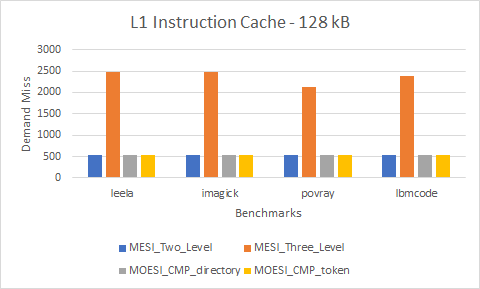 L1 Instruction Cache - 128 kB
Demand Miss
3000
2500
2000
1500
1000
500
0
leela imagick povray lbmcode
Benchmarks
MESI_Two_Level MESI_Three_Level
MOESI_CMP_directory MOESI_CMP_token